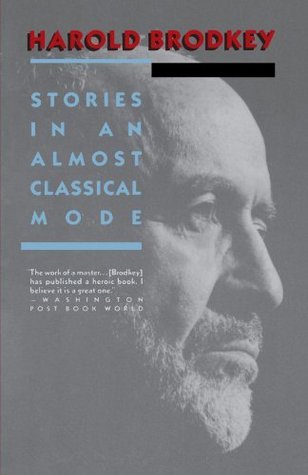 HAROLD BRODKEY
STORIES
IN AN
ALMOST
CLASSICAL
MODE
'The work of a master...[Brodkey]
has published a heroic book. I
believe it is a great one.'
– WASHINGTON
POST BOOK WORLD